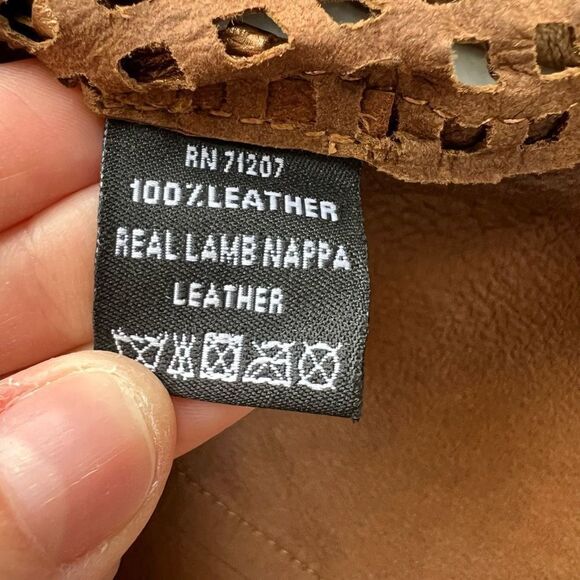 RN 71207
100%LEATHER
REAL LAMB NAPPA
LEATHER